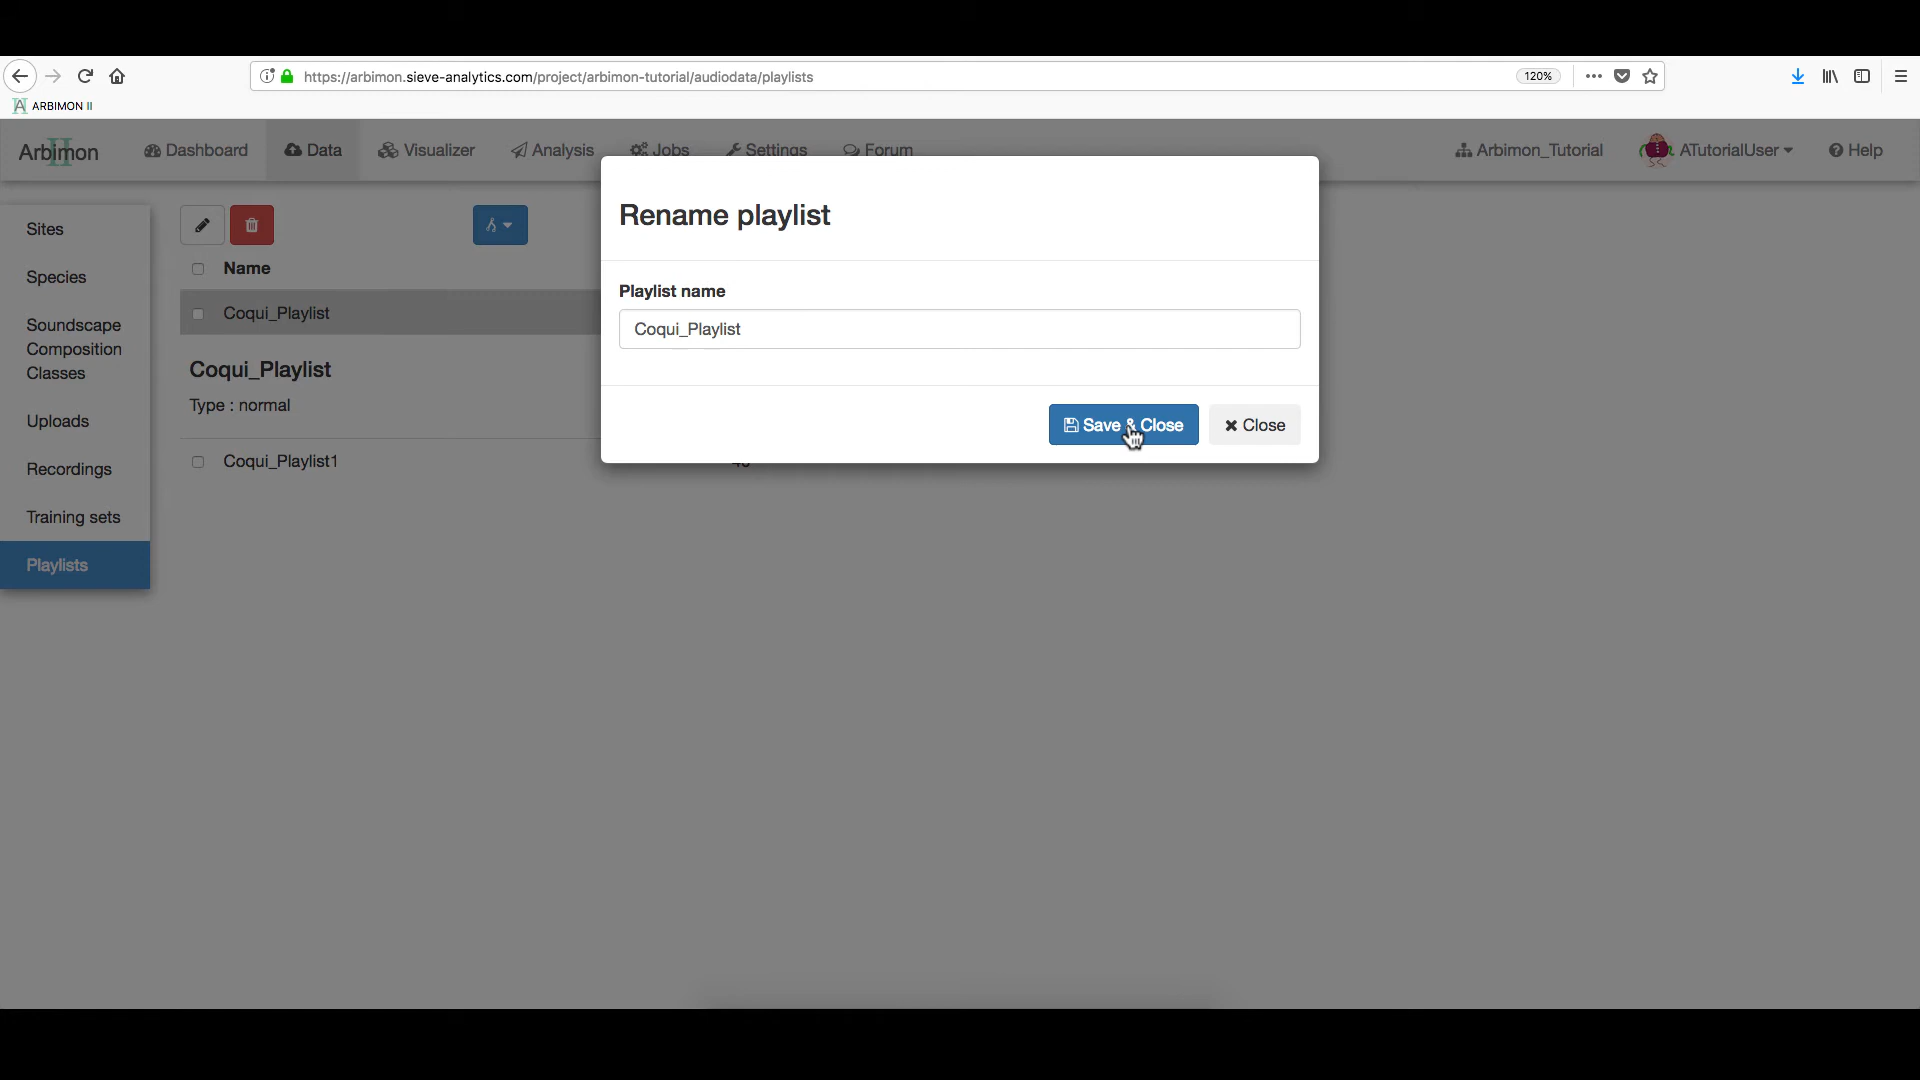 https://arbimon.sieve-analytics.com/project/arbimon-tutorial/audiodata/playlists
120%
ARBIMON II
Arbimon II
Dashboard
Data
Visualizer
Analysis
Jobs
Settings
Forum
Arbimon_Tutorial
ATutorialUser
Help
Sites
Species
Soundscape
Composition
Classes
Uploads
Recordings
Training sets
Playlists
Name
Coqui_Playlist
Coqui_Playlist
Type : normal
Coqui_Playlist1
Rename playlist
Playlist name
Coqui_Playlist
Save & Close
Close